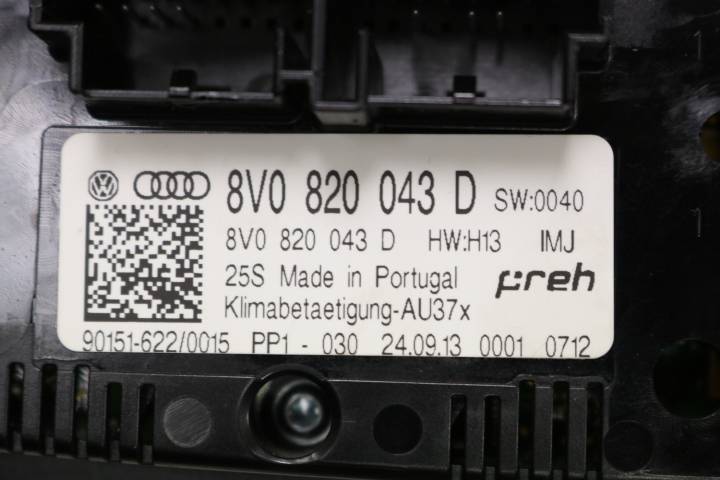 8V0 820 043 D SW:0040
8V0 820 043 D HW:H13 IMJ
25S Made in Portugal preh
Klimabetaetigung-AU37x
90151-622/0015 PP1 - 030 24.09.13 0001 0712